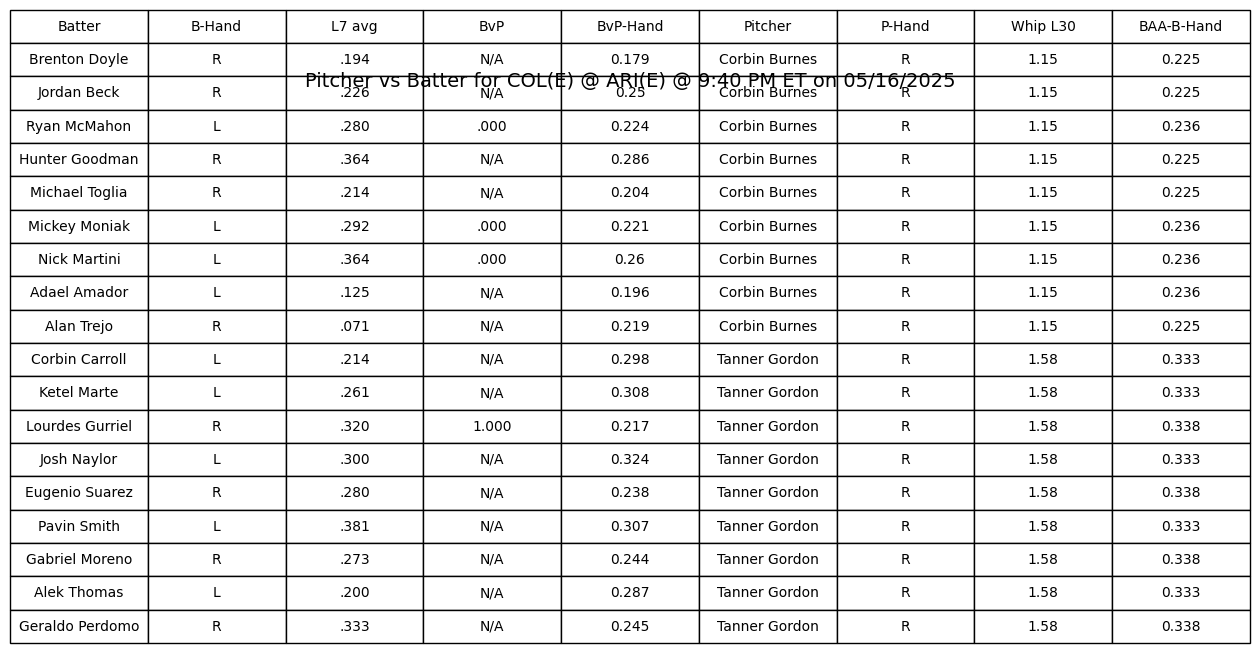 Batter B-Hand L7 avg BvP BvP-Hand Pitcher P-Hand Whip L30 BAA-B-Hand
Brenton Doyle R .194 N/A 0.179 Corbin Burnes R 1.15 0.225
Pitcher vs Batter for COL(E) @ ARI(E) @ 9:40 PM ET on 05/16/2025
Jordan Beck R .226 N/A 0.25 Corbin Burnes R 1.15 0.225
Ryan McMahon L .280 .000 0.224 Corbin Burnes R 1.15 0.236
Hunter Goodman R .364 N/A 0.286 Corbin Burnes R 1.15 0.225
Michael Toglia R .214 N/A 0.204 Corbin Burnes R 1.15 0.225
Mickey Moniak L .292 .000 0.221 Corbin Burnes R 1.15 0.236
Nick Martini L .364 .000 0.26 Corbin Burnes R 1.15 0.236
Adael Amador L .125 N/A 0.196 Corbin Burnes R 1.15 0.236
Alan Trejo R .071 N/A 0.219 Corbin Burnes R 1.15 0.225
Corbin Carroll L .214 N/A 0.298 Tanner Gordon R 1.58 0.333
Ketel Marte L .261 N/A 0.308 Tanner Gordon R 1.58 0.333
Lourdes Gurriel R .320 1.000 0.217 Tanner Gordon R 1.58 0.338
Josh Naylor L .300 N/A 0.324 Tanner Gordon R 1.58 0.333
Eugenio Suarez R .280 N/A 0.238 Tanner Gordon R 1.58 0.338
Pavin Smith L .381 N/A 0.307 Tanner Gordon R 1.58 0.333
Gabriel Moreno R .273 N/A 0.244 Tanner Gordon R 1.58 0.338
Alek Thomas L .200 N/A 0.287 Tanner Gordon R 1.58 0.333
Geraldo Perdomo R .333 N/A 0.245 Tanner Gordon R 1.58 0.338